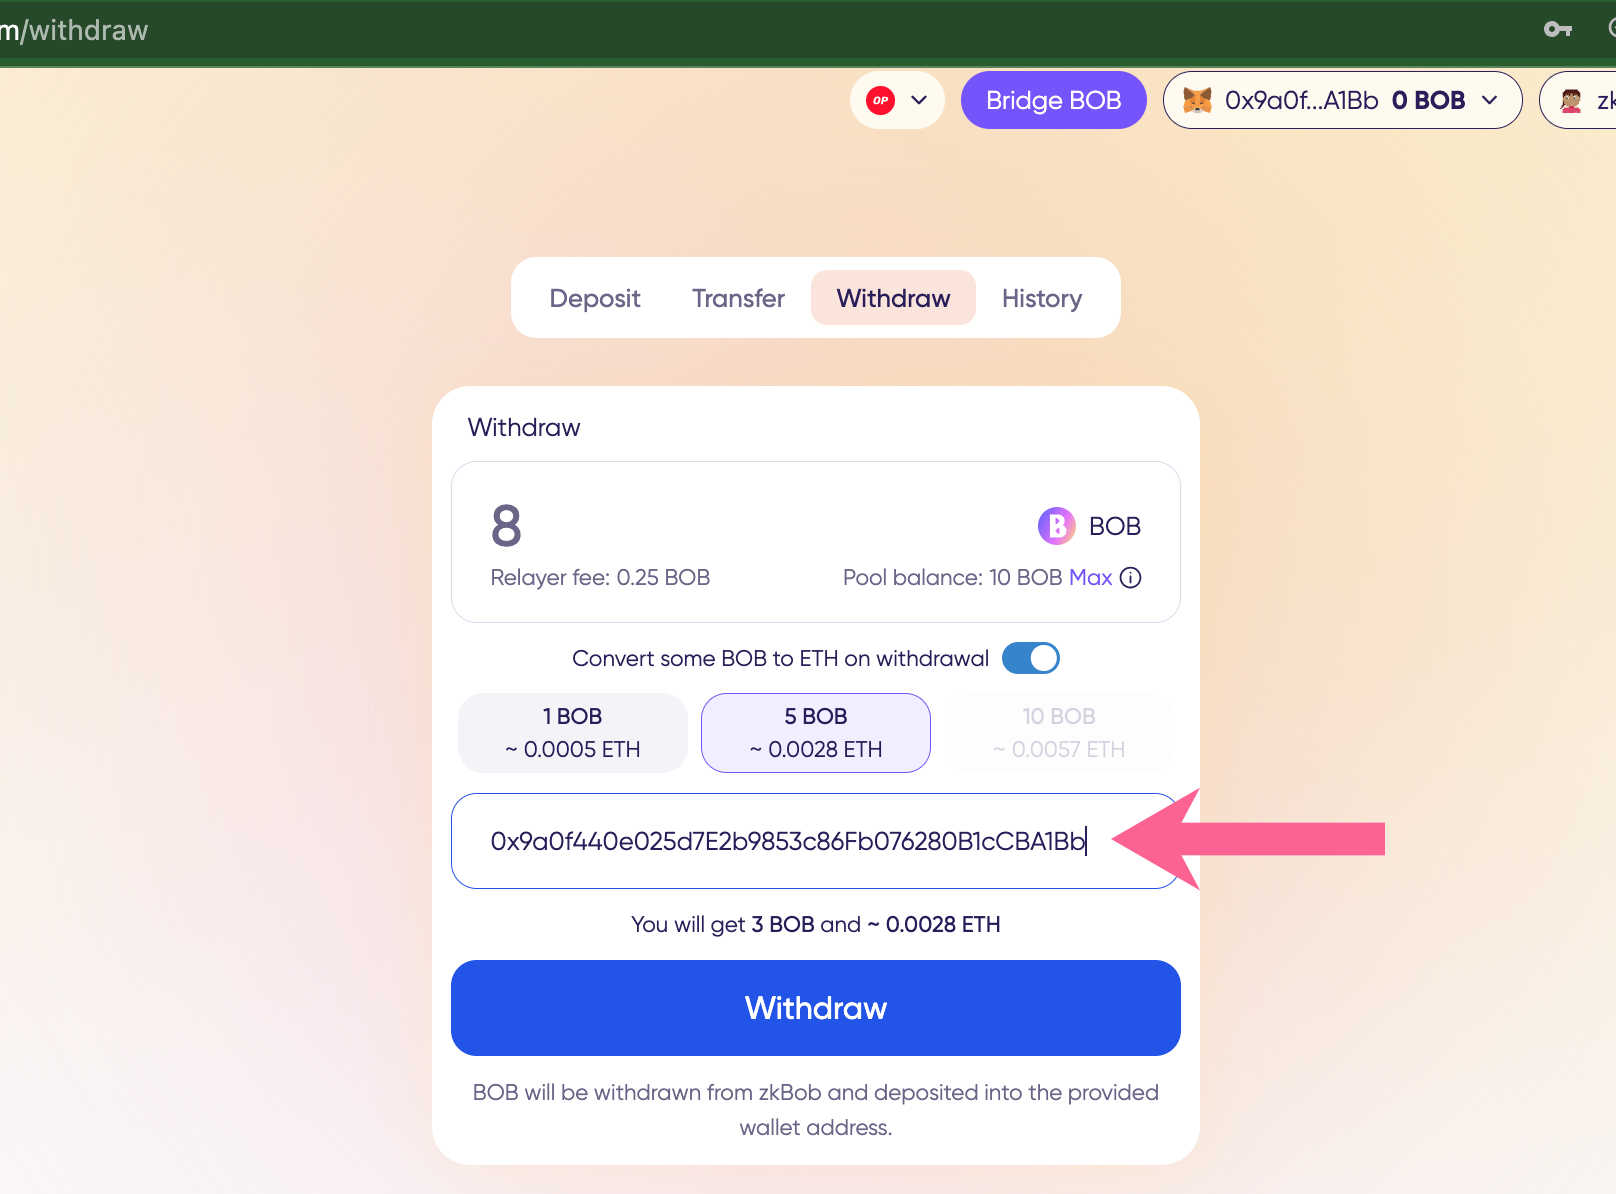 m/withdraw
OP
Bridge BOB
0x9a0f...A1Bb 0 BOB
zk
Deposit
Transfer
Withdraw
History
Withdraw
8
BOB
Relayer fee: 0.25 BOB
Pool balance: 10 BOB Max
Convert some BOB to ETH on withdrawal
1 BOB
~ 0.0005 ETH
5 BOB
~ 0.0028 ETH
10 BOB
~ 0.0057 ETH
0x9a0f440e025d7E2b9853c86Fb076280B1cCBA1Bb
You will get 3 BOB and ~ 0.0028 ETH
Withdraw
BOB will be withdrawn from zkBob and deposited into the provided
wallet address.